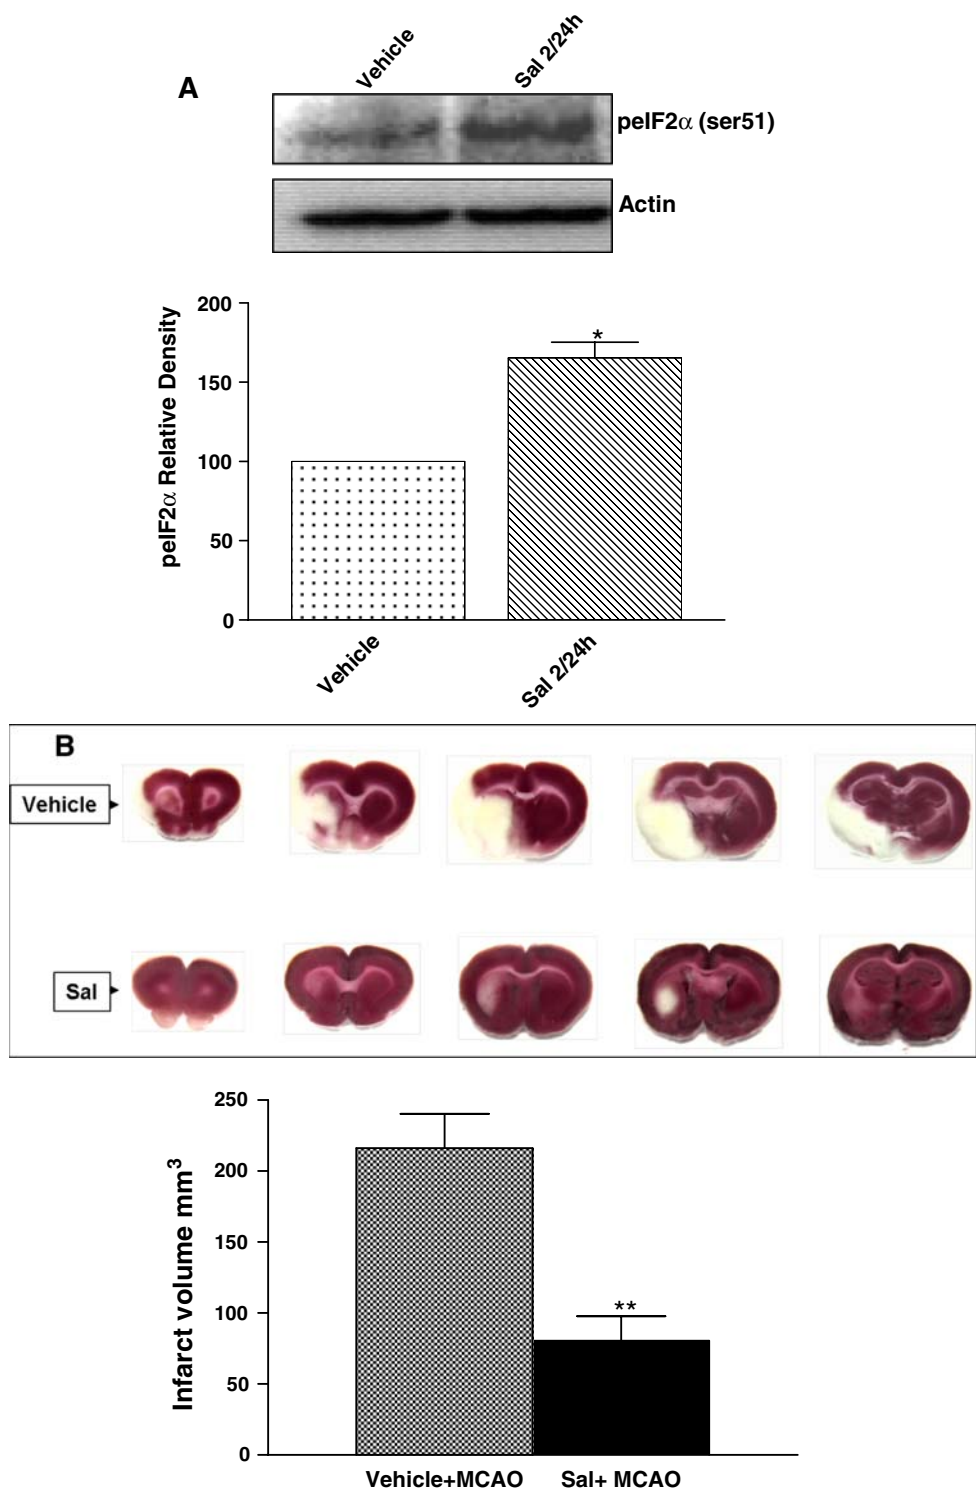 Vehicle
Sal 2/24h
A
peIF2α (ser51)
Actin
200
150
100
50
0
peIF2α Relative Density
*
Vehicle
Sal 2/24h
B
Vehicle
Sal
250
200
150
100
50
0
Infarct volume mm³
**
Vehicle+MCAO
Sal+ MCAO